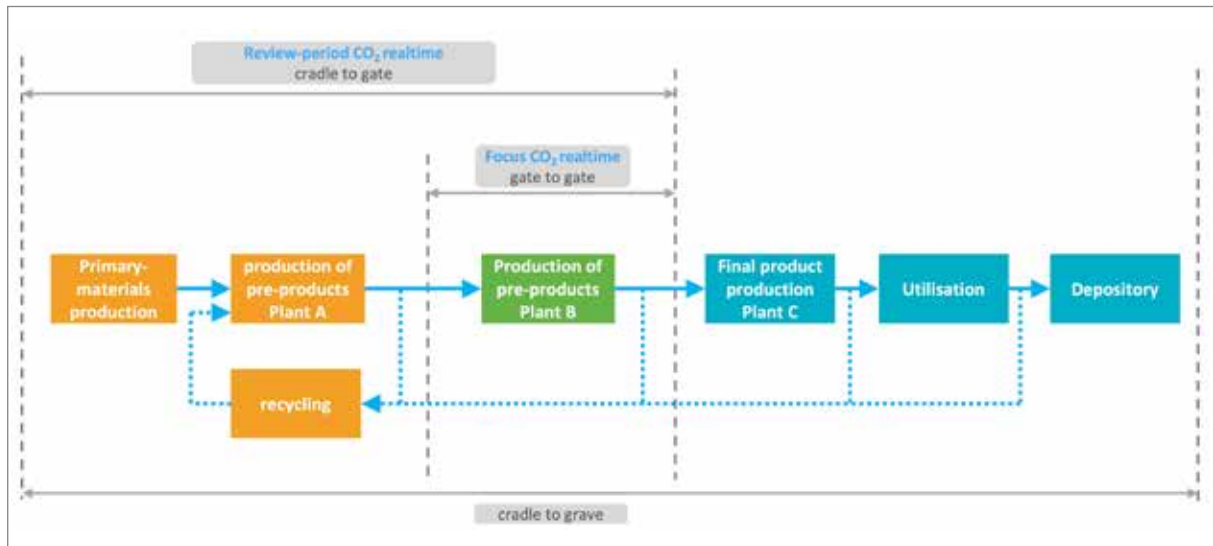 Review-period CO₂ realtime
cradle to gate
Focus CO₂ realtime
gate to gate
Primary-
materials
production
production of
pre-products
Plant A
Production of
pre-products
Plant B
Final product
production
Plant C
Utilisation
Depository
recycling
cradle to grave